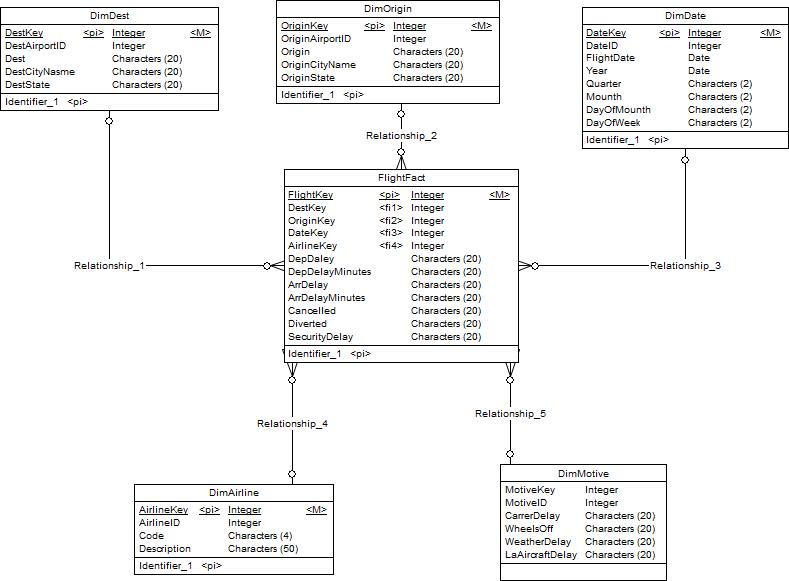 DimDest
DestKey <pi> Integer <M>
DestAirportID Integer
Dest Characters (20)
DestCityNasme Characters (20)
DestState Characters (20)
Identifier_1 <pi>
DimOrigin
OriginKey <pi> Integer <M>
OriginAirportID Integer
Origin Characters (20)
OriginCityName Characters (20)
OriginState Characters (20)
Identifier_1 <pi>
DimDate
DateKey <pi> Integer <M>
DateID Integer
FlightDate Date
Year Date
Quarter Characters (2)
Mounth Characters (2)
DayOfMounth Characters (2)
DayOfWeek Characters (2)
Identifier_1 <pi>
Relationship_2
FlightFact
FlightKey <pi> Integer <M>
DestKey <fi1> Integer
OriginKey <fi2> Integer
DateKey <fi3> Integer
AirlineKey <fi4> Integer
DepDaley Characters (20)
DepDelayMinutes Characters (20)
ArrDelay Characters (20)
ArrDelayMinutes Characters (20)
Cancelled Characters (20)
Diverted Characters (20)
SecurityDelay Characters (20)
Identifier_1 <pi>
Relationship_1
Relationship_3
Relationship_4
Relationship_5
DimAirline
AirlineKey <pi> Integer <M>
AirlineID Integer
Code Characters (4)
Description Characters (50)
Identifier_1 <pi>
DimMotive
MotiveKey Integer
MotiveID Integer
CarrerDelay Characters (20)
WheelsOff Characters (20)
WeatherDelay Characters (20)
LaAircraftDelay Characters (20)